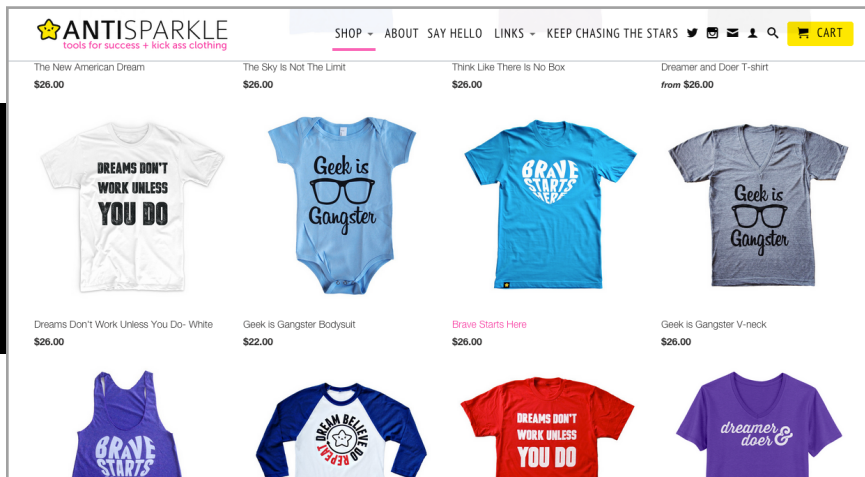 ANTISPARKLE
tools for success + kick ass clothing
SHOP ABOUT SAY HELLO LINKS KEEP CHASING THE STARS CART
The New American Dream
$26.00
The Sky Is Not The Limit
$26.00
Think Like There Is No Box
$26.00
Dreamer and Doer T-shirt
from $26.00
DREAMS DON'T
WORK UNLESS
YOU DO
Geek is
Gangster
BRAVE
STARTS
HERE
Geek is
Gangster
Dreams Don't Work Unless You Do- White
$26.00
Geek is Gangster Bodysuit
$22.00
Brave Starts Here
$26.00
Geek is Gangster V-neck
$26.00
BRAVE
STARTS
DREAM BELIEVE DO REPEAT
DREAMS DON'T
WORK UNLESS
YOU DO
dreamer &
doer